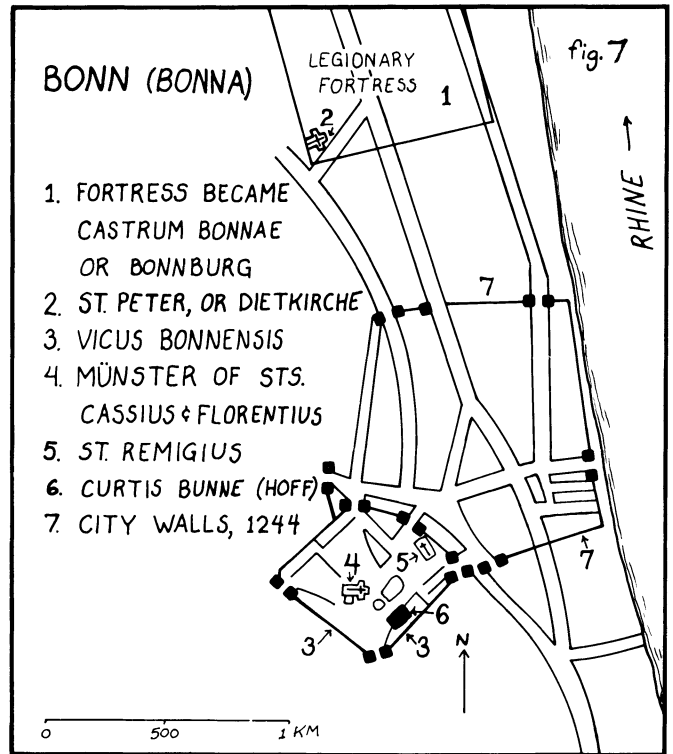 fig. 7
BONN (BONNA)
LEGIONARY
FORTRESS
1
2
RHINE
1. FORTRESS BECAME
CASTRUM BONNAE
OR BONNBURG
2. ST. PETER, OR DIETKIRCHE
3. VICUS BONNENSIS
4. MÜNSTER OF STS.
CASSIUS & FLORENTIUS
5. ST. REMIGIUS
6. CURTIS BUNNE (HOFF)
7. CITY WALLS, 1244
7
7
5
4
6
3
3
N
0 500 1 KM